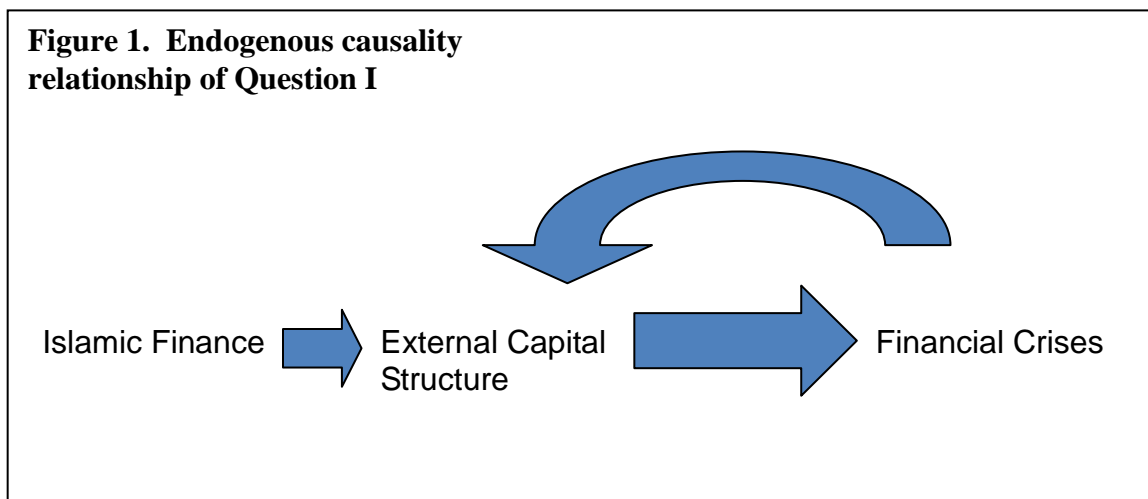 Figure 1.  Endogenous causality
relationship of Question I
Islamic Finance
External Capital
Structure
Financial Crises